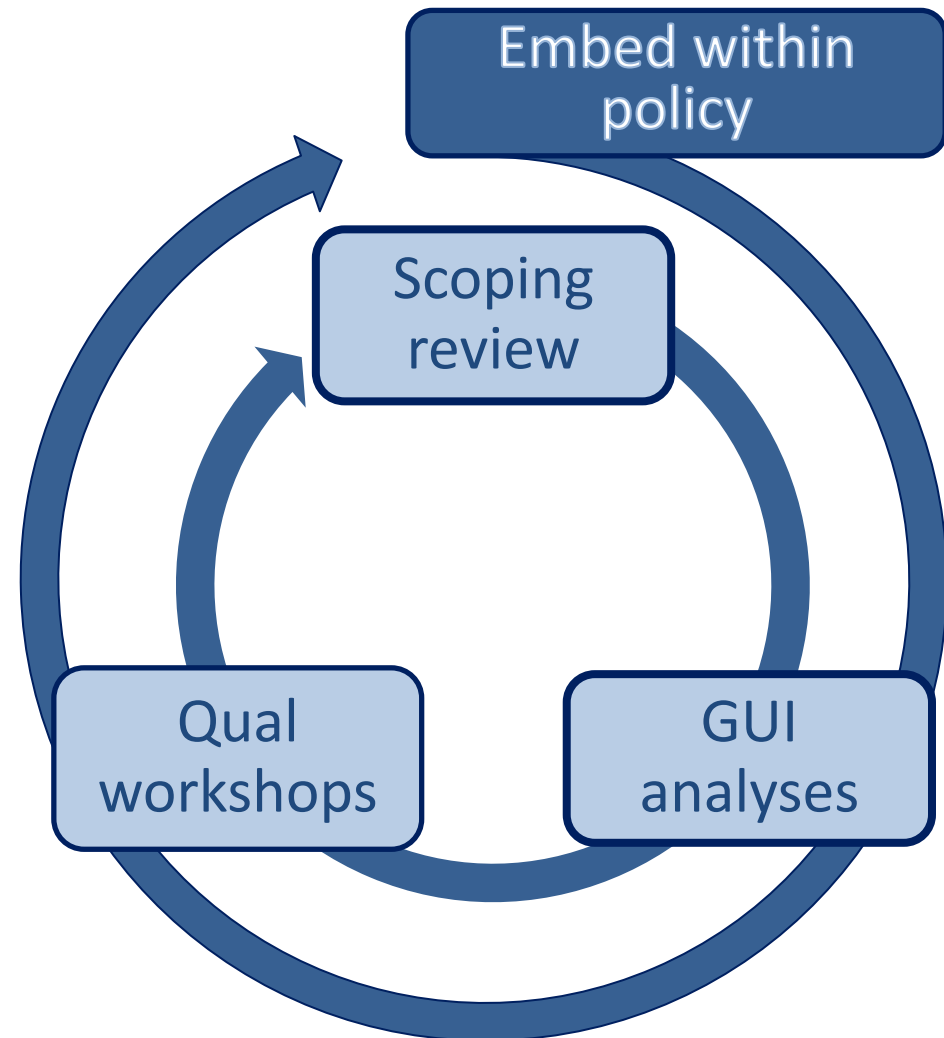 Embed within
policy
Scoping
review
Qual
workshops
GUI
analyses